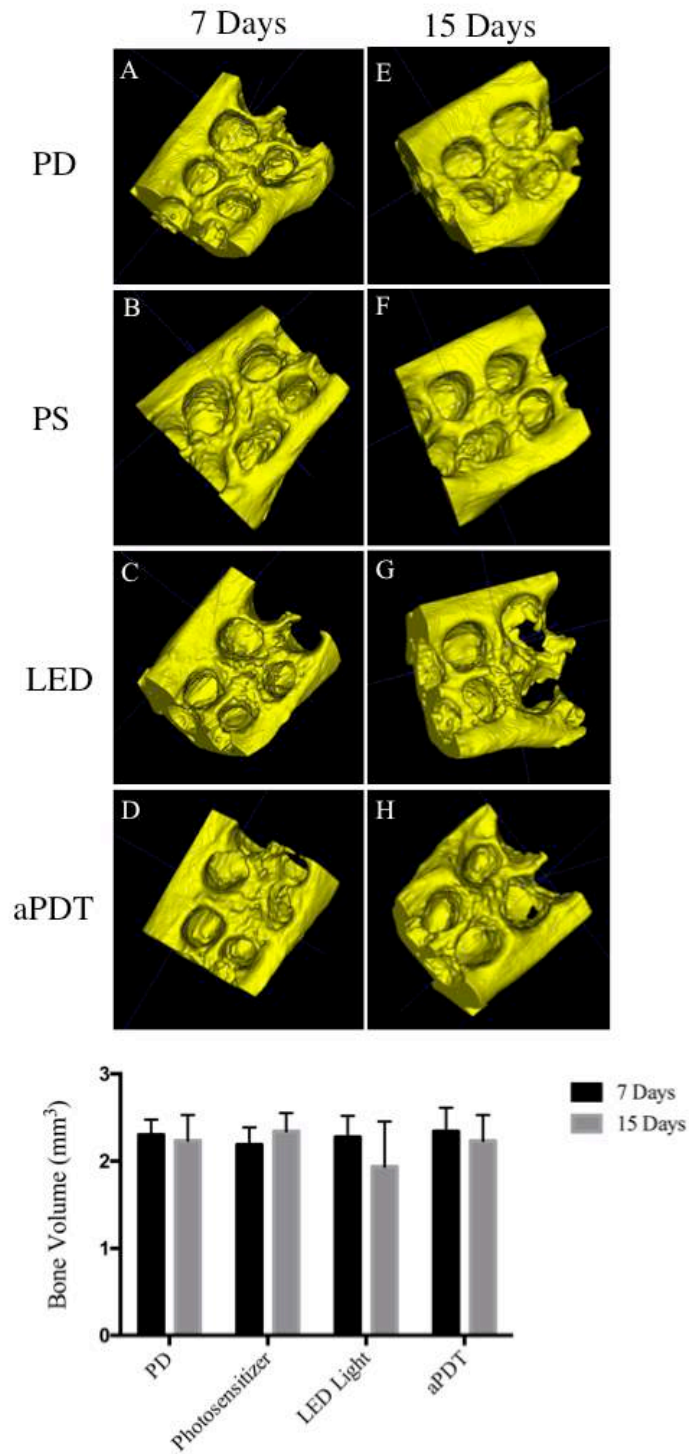 7 Days 15 Days
A E
PD
B F
PS
C G
LED
D H
aPDT
3
2
1
0
Bone Volume (mm³)
7 Days
15 Days
PD
Photosensitizer
LED Light
aPDT